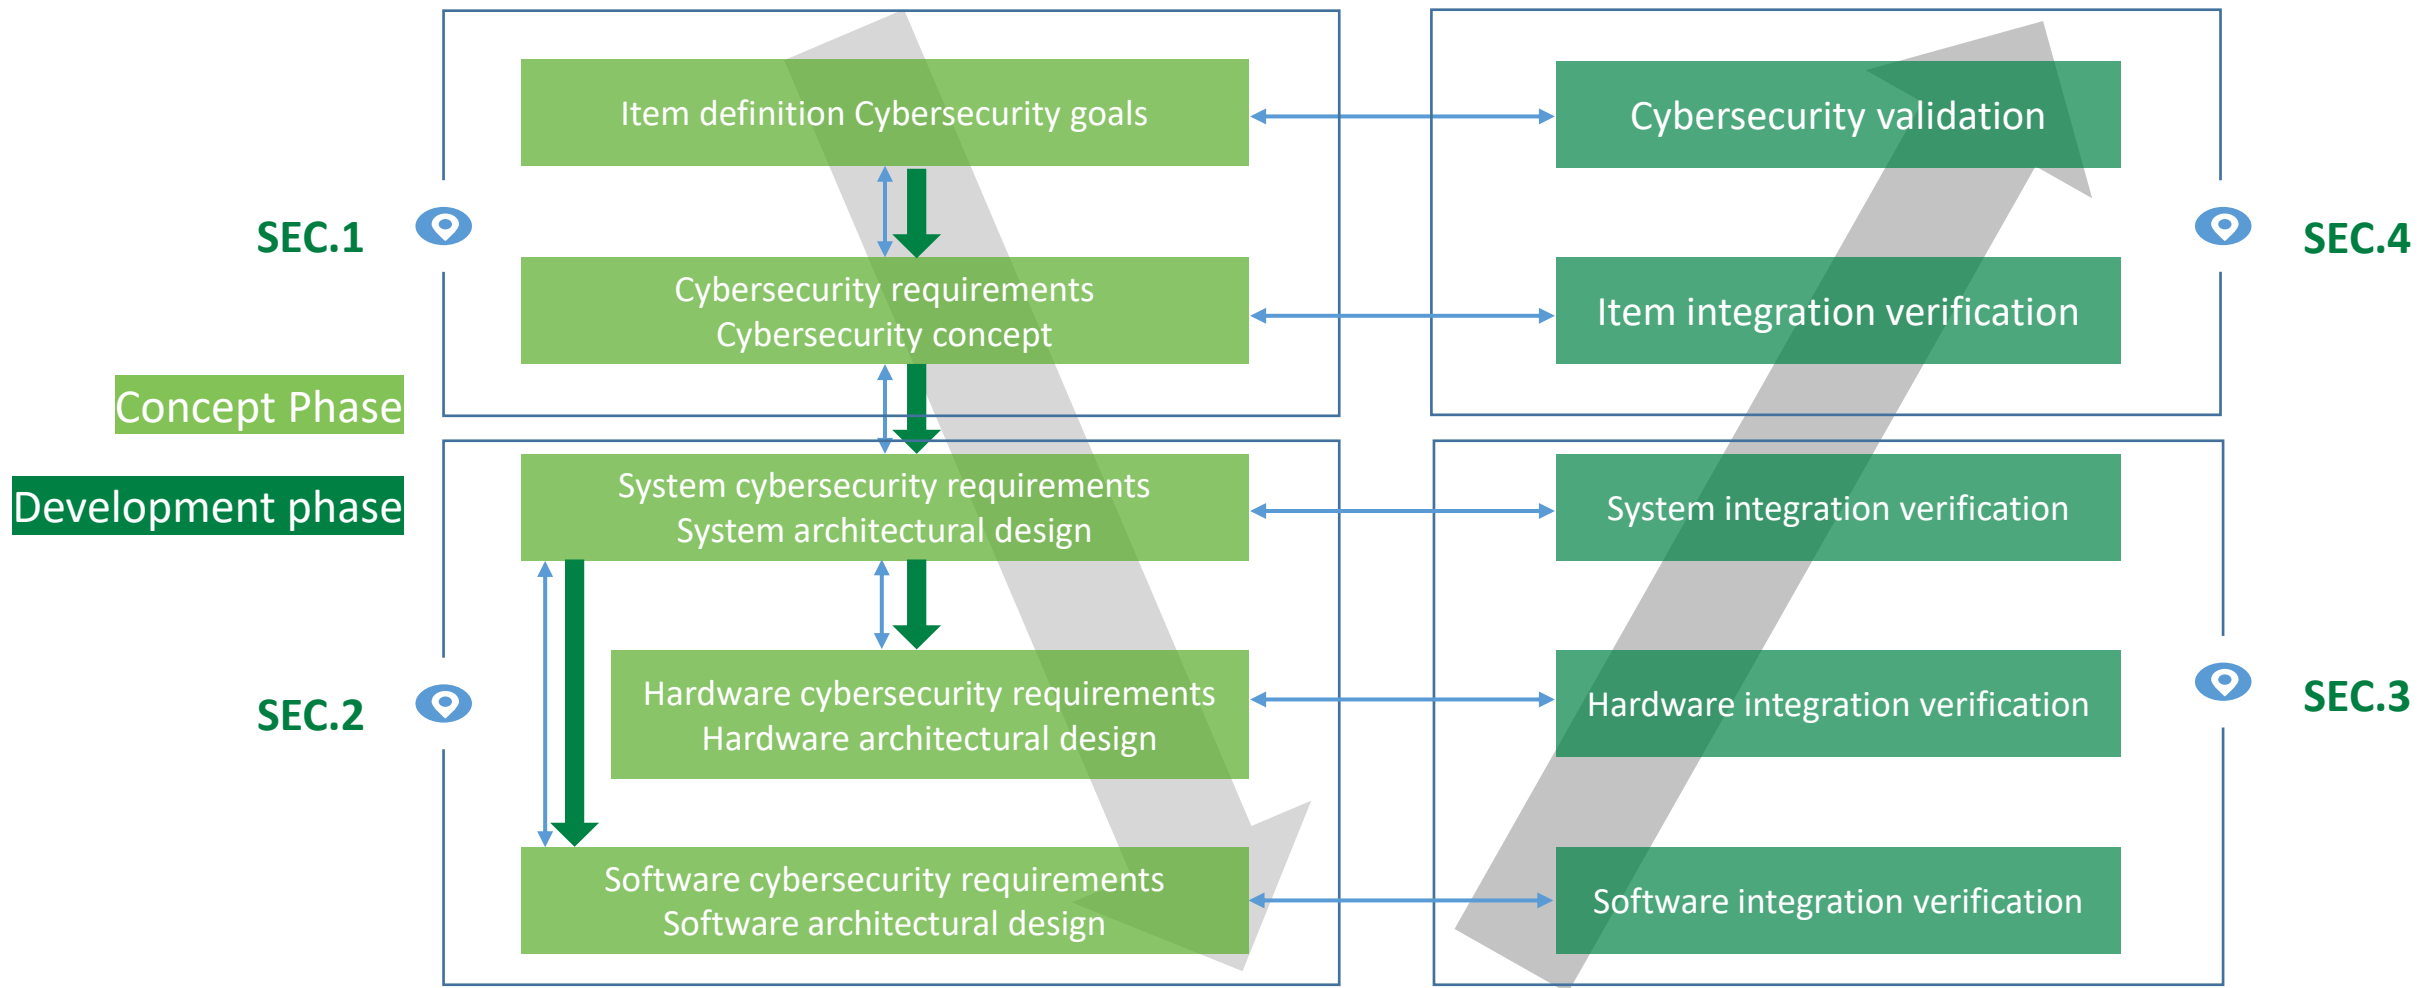 Item definition Cybersecurity goals
Cybersecurity validation
SEC.1
SEC.4
Cybersecurity requirements
Cybersecurity concept
Item integration verification
Concept Phase
Development phase
System cybersecurity requirements
System architectural design
System integration verification
SEC.2
SEC.3
Hardware cybersecurity requirements
Hardware architectural design
Hardware integration verification
Software cybersecurity requirements
Software architectural design
Software integration verification